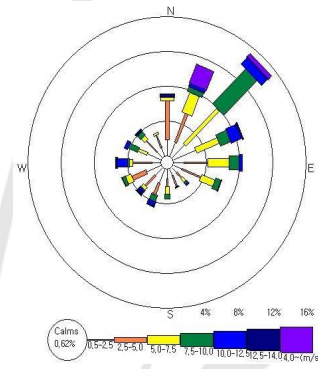 N
W E
S
4% 8% 12% 16%
Calms
0,62%
0,5-2,5 2,5-5,0 5,0-7,5 7,5-10,0 10,0-12,5 12,5-14,0 4,0~(m/s